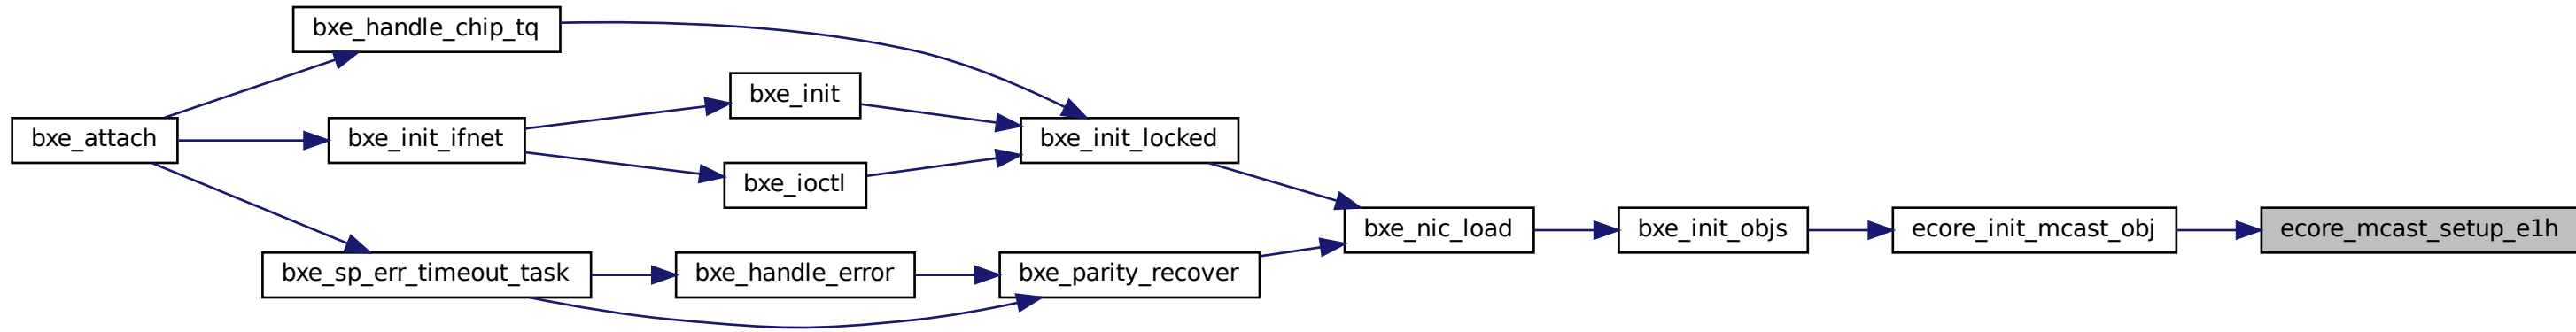 bxe_handle_chip_tq
bxe_init
bxe_attach
bxe_init_ifnet
bxe_init_locked
bxe_ioctl
bxe_nic_load
bxe_init_objs
ecore_init_mcast_obj
ecore_mcast_setup_e1h
bxe_sp_err_timeout_task
bxe_handle_error
bxe_parity_recover